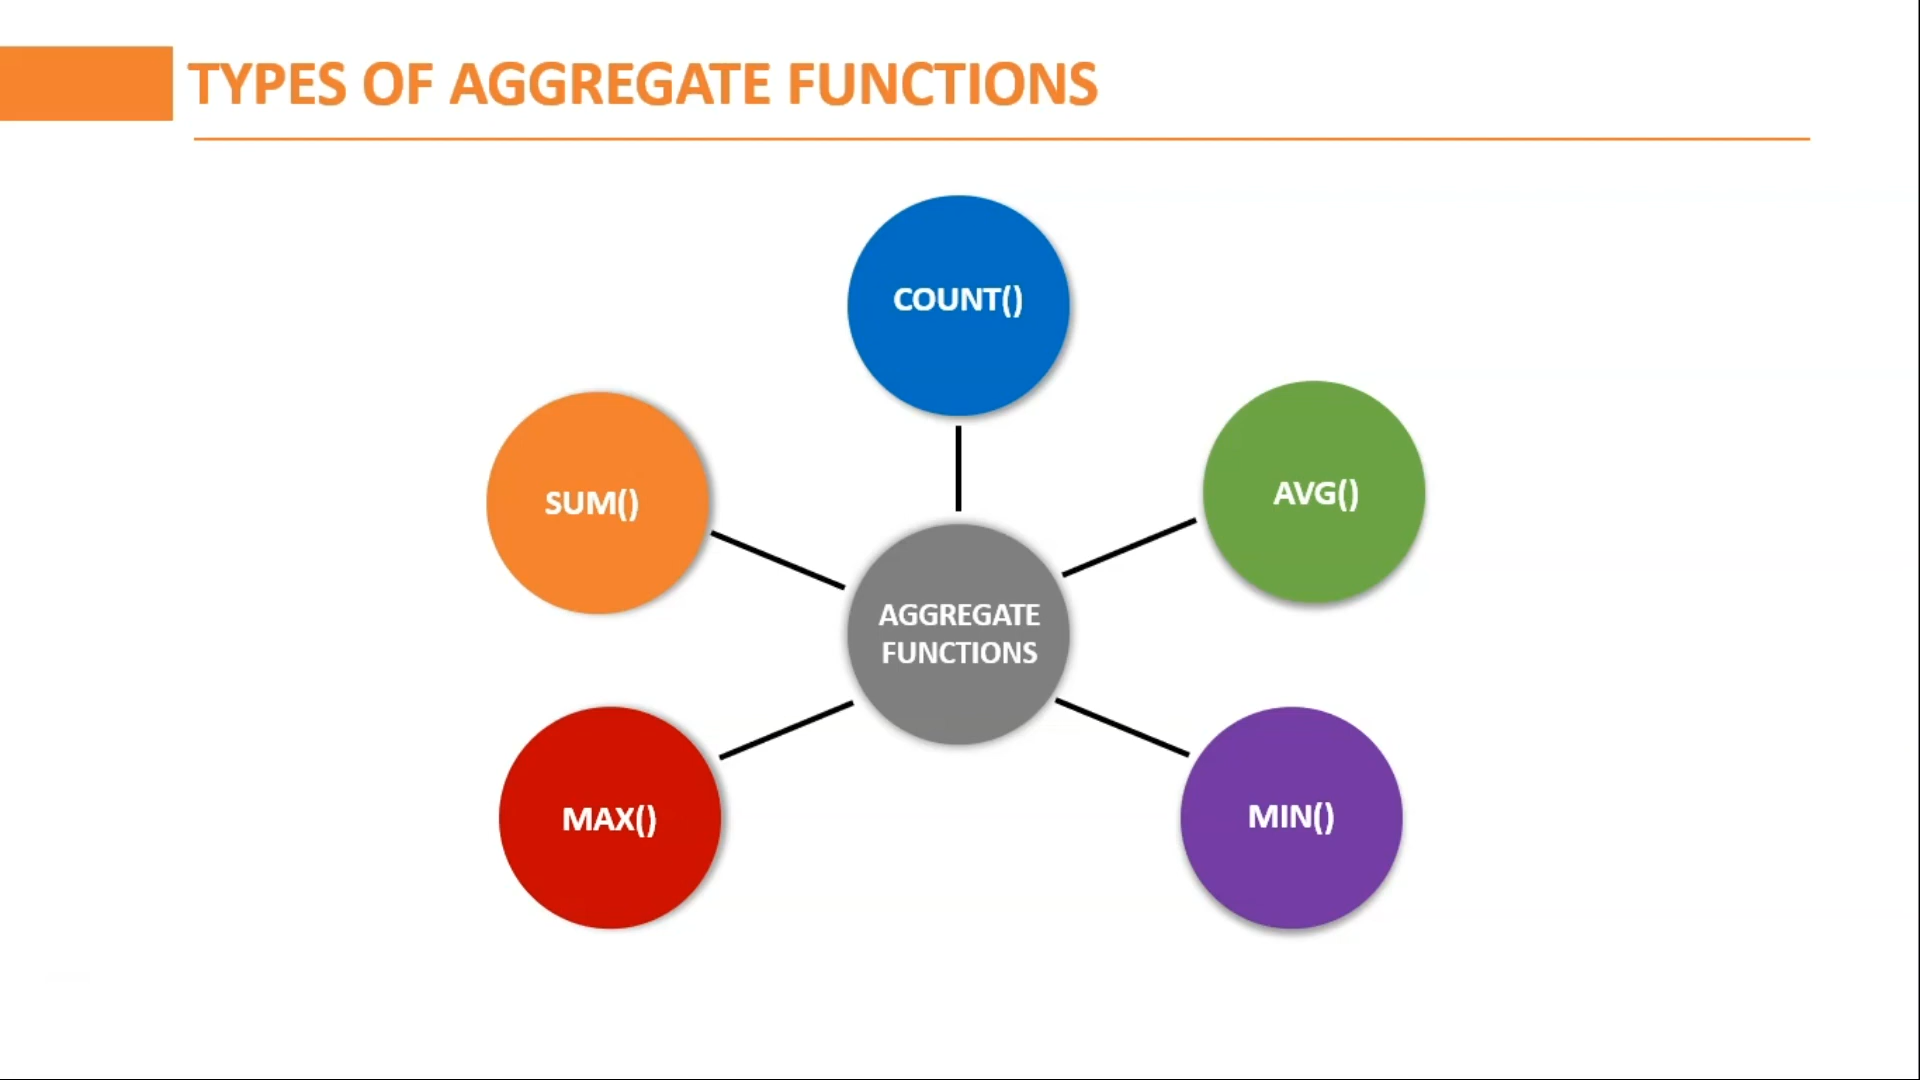 TYPES OF AGGREGATE FUNCTIONS
COUNT()
SUM()
AVG()
AGGREGATE
FUNCTIONS
MAX()
MIN()